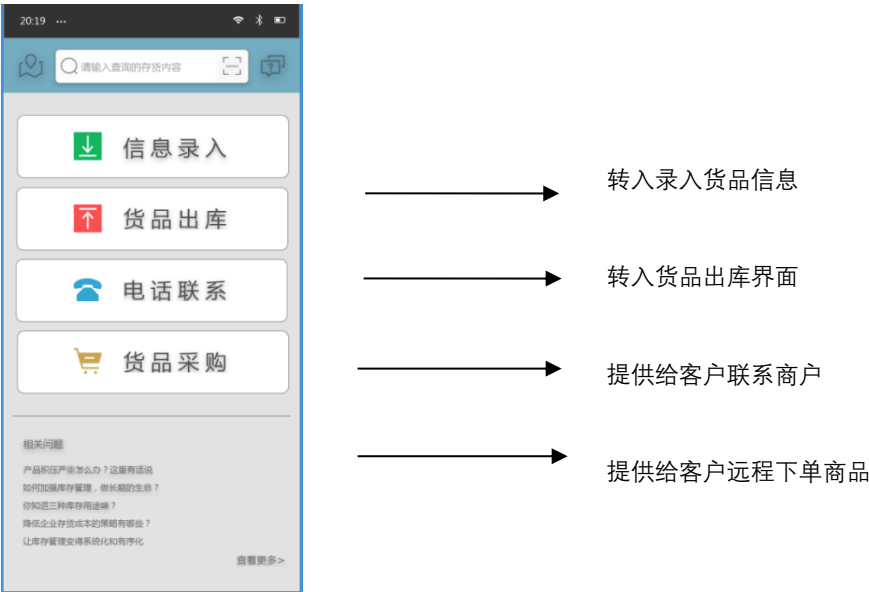 20:19 ···
请输入查询的存货内容
信息录入
货品出库
电话联系
货品采购
相关问题
产品积压严重怎么办？这里有话说
如何加强库存管理，做长期的生意？
你知道三种库存用途嘛？
降低企业存货成本的策略有哪些？
让库存管理变得系统化和有序化
查看更多>
转入录入货品信息
转入货品出库界面
提供给客户联系商户
提供给客户远程下单商品